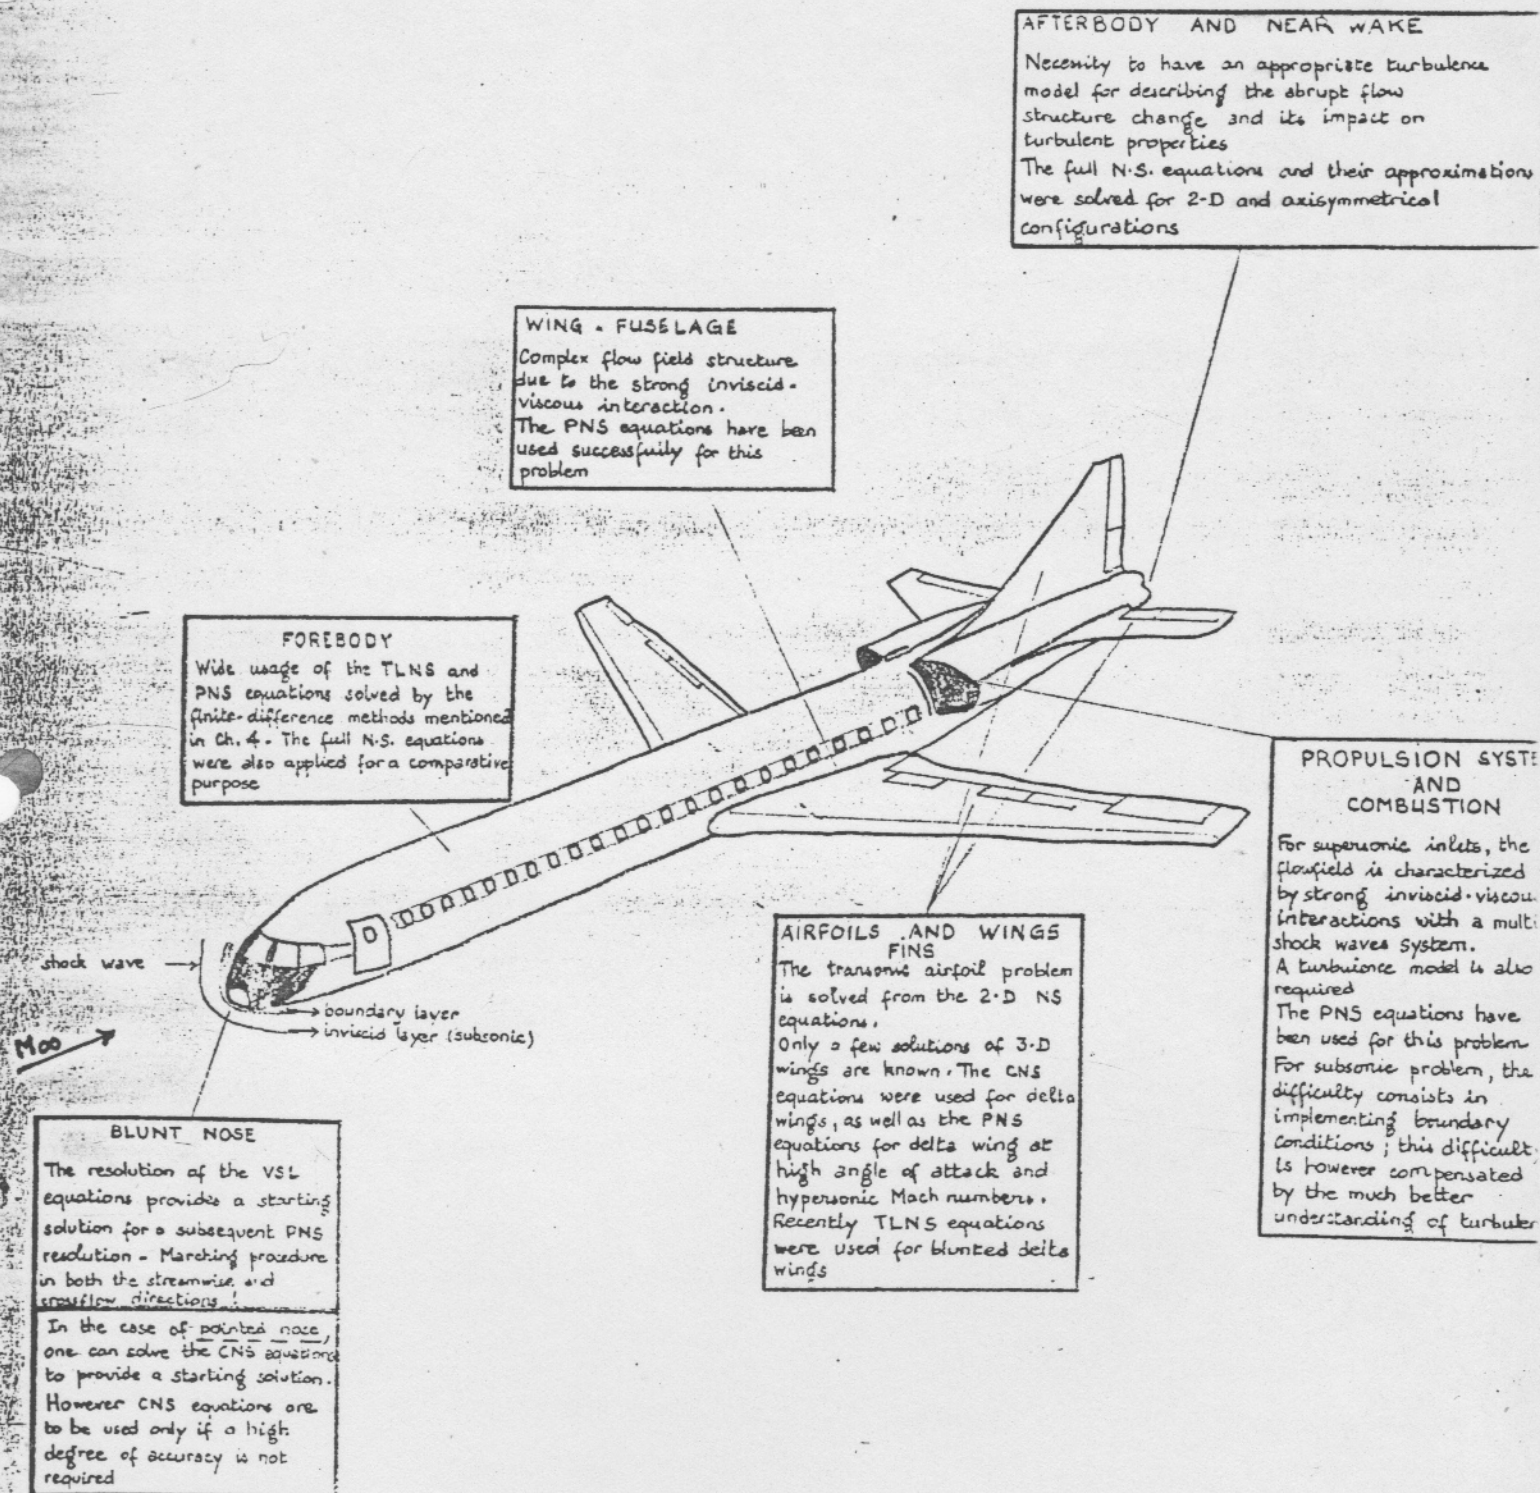 AFTERBODY AND NEAR WAKE
Necessity to have an appropriate turbulence
model for describing the abrupt flow
structure change and its impact on
turbulent properties
The full N.S. equations and their approximations
were solved for 2-D and axisymmetrical
configurations
WING - FUSELAGE
Complex flow field structure
due to the strong inviscid-
viscous interaction.
The PNS equations have been
used successfully for this
problem
FOREBODY
Wide usage of the TLNS and
PNS equations solved by the
finite-difference methods mentioned
in Ch. 4. The full N.S. equations
were also applied for a comparative
purpose
shock wave
boundary layer
inviscid layer (subsonic)
M∞
PROPULSION SYSTE
AND
COMBUSTION
For supersonic inlets, the
flowfield is characterized
by strong inviscid-viscou
interactions with a multi
shock waves system.
A turbulence model is also
required
The PNS equations have
been used for this problem
For subsonic problem, the
difficulty consists in
implementing boundary
conditions; this difficult
is however compensated
by the much better
understanding of turbulen
AIRFOILS AND WINGS
FINS
The transonic airfoil problem
is solved from the 2-D NS
equations.
Only a few solutions of 3-D
wings are known. The CNS
equations were used for delta
wings, as well as the PNS
equations for delta wing at
high angle of attack and
hypersonic Mach numbers.
Recently TLNS equations
were used for blunted delta
wings
BLUNT NOSE
The resolution of the VSL
equations provides a starting
solution for a subsequent PNS
resolution - Marching procedure
in both the streamwise and
crossflow directions!
In the case of pointed nose,
one can solve the CNS equations
to provide a starting solution.
However CNS equations are
to be used only if a high
degree of accuracy is not
required